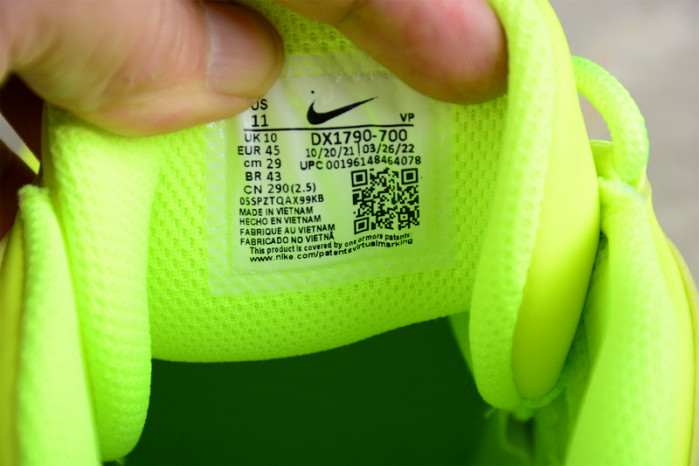 US
11
VP
UK 10
DX1790-700
EUR 45
10/20/21 | 03/26/22
cm 29
UPC 00196148464078
BR 43
CN 290(2.5)
05SPZTQAX99KB
MADE IN VIETNAM
HECHO EN VIETNAM
FABRIQUE AU VIETNAM
FABRICADO NO VIETNÃ
This product is covered by one or more patents:
www.nike.com/patentsvirtualmarking